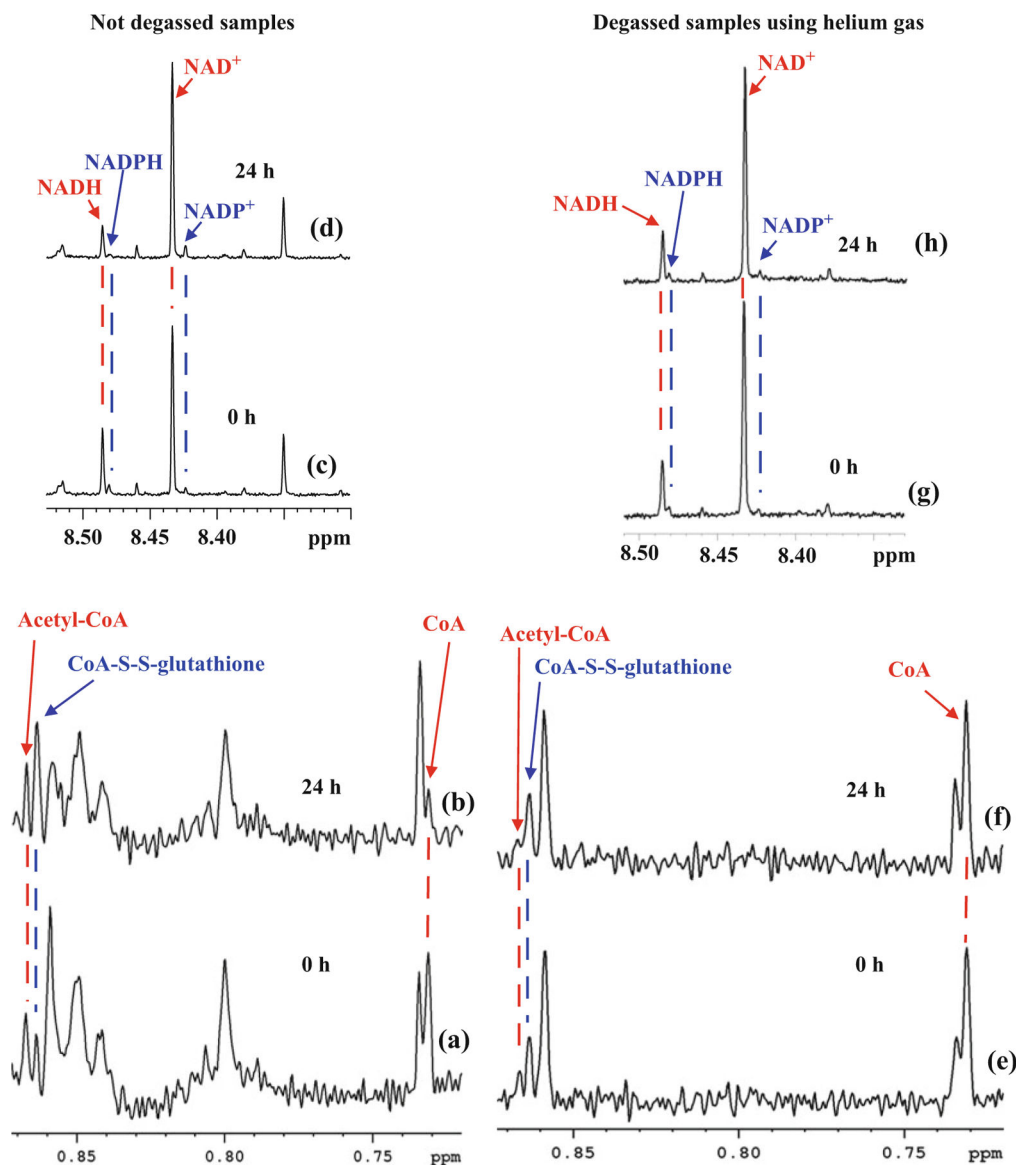 Not degassed samples
Degassed samples using helium gas
NAD+
NADPH
24 h
NADH
NADP+
(d)
0 h
(c)
8.50 8.45 8.40 ppm
NAD+
NADPH
24 h
NADH
NADP+
(h)
0 h
(g)
8.50 8.45 8.40 ppm
Acetyl-CoA
CoA
CoA-S-S-glutathione
24 h
(b)
0 h
(a)
0.85 0.80 0.75 ppm
Acetyl-CoA
CoA-S-S-glutathione
CoA
24 h
(f)
0 h
(e)
0.85 0.80 0.75 ppm